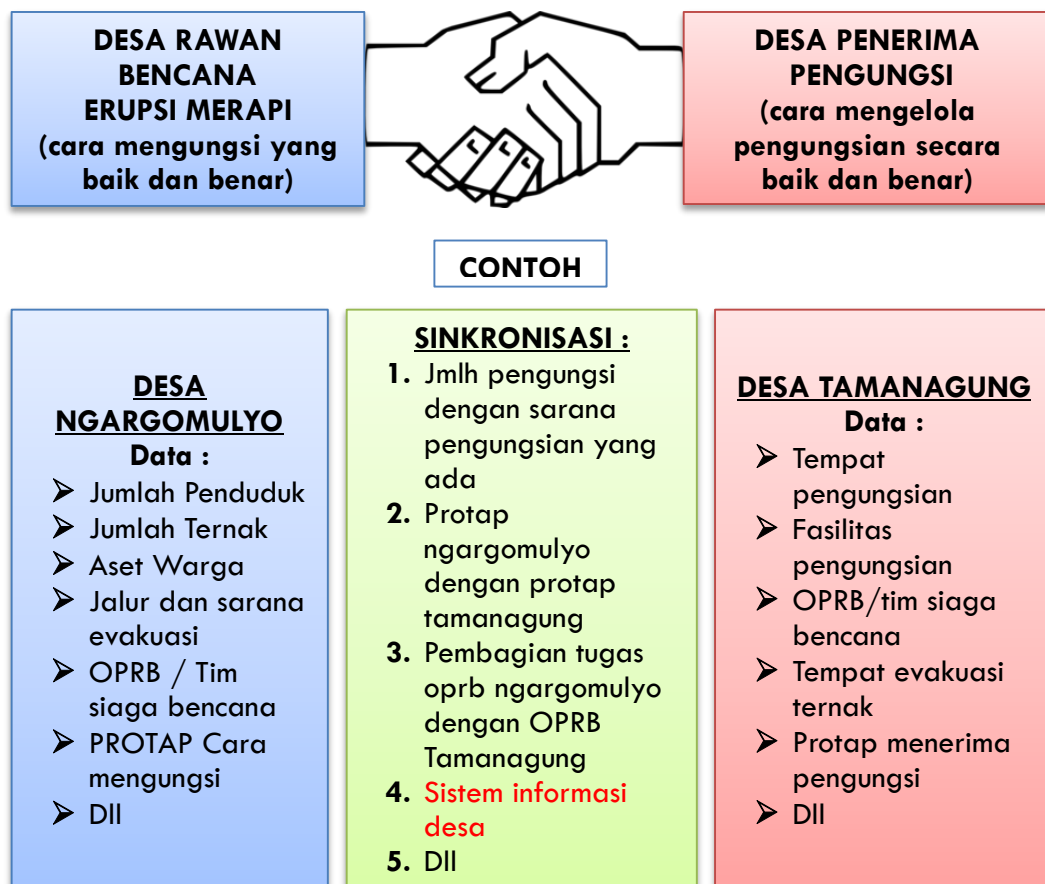 DESA RAWAN
BENCANA
ERUPSI MERAPI
(cara mengungsi yang
baik dan benar)
DESA PENERIMA
PENGUNGSI
(cara mengelola
pengungsian secara
baik dan benar)
CONTOH
DESA
NGARGOMULYO
Data :
➢ Jumlah Penduduk
➢ Jumlah Ternak
➢ Aset Warga
➢ Jalur dan sarana
evakuasi
➢ OPRB / Tim
siaga bencana
➢ PROTAP Cara
mengungsi
➢ Dll
SINKRONISASI :
1. Jmlh pengungsi
dengan sarana
pengungsian yang
ada
2. Protap
ngargomulyo
dengan protap
tamanagung
3. Pembagian tugas
oprb ngargomulyo
dengan OPRB
Tamanagung
4. Sistem informasi
desa
5. Dll
DESA TAMANAGUNG
Data :
➢ Tempat
pengungsian
➢ Fasilitas
pengungsian
➢ OPRB/tim siaga
bencana
➢ Tempat evakuasi
ternak
➢ Protap menerima
pengungsi
➢ Dll